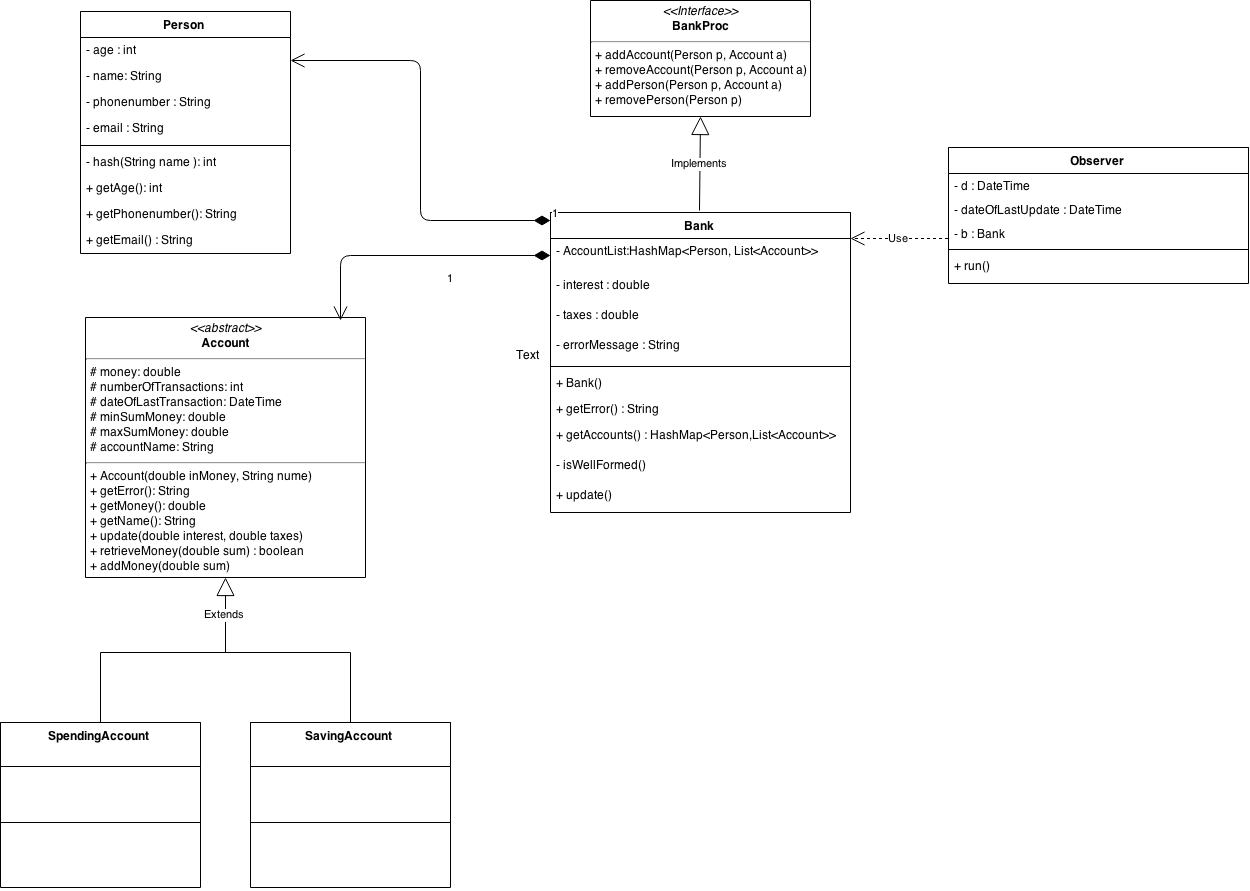 Person
- age : int
- name: String
- phonenumber : String
- email : String
- hash(String name ): int
+ getAge(): int
+ getPhonenumber(): String
+ getEmail() : String
<<Interface>>
BankProc
+ addAccount(Person p, Account a)
+ removeAccount(Person p, Account a)
+ addPerson(Person p, Account a)
+ removePerson(Person p)
Implements
Observer
- d : DateTime
- dateOfLastUpdate : DateTime
- b : Bank
+ run()
Use
1
Bank
- AccountList:HashMap<Person, List<Account>>
- interest : double
- taxes : double
- errorMessage : String
+ Bank()
+ getError() : String
+ getAccounts() : HashMap<Person,List<Account>>
- isWellFormed()
+ update()
1
Text
<<abstract>>
Account
# money: double
# numberOfTransactions: int
# dateOfLastTransaction: DateTime
# minSumMoney: double
# maxSumMoney: double
# accountName: String
+ Account(double inMoney, String nume)
+ getError(): String
+ getMoney(): double
+ getName(): String
+ update(double interest, double taxes)
+ retrieveMoney(double sum) : boolean
+ addMoney(double sum)
Extends
SpendingAccount
SavingAccount